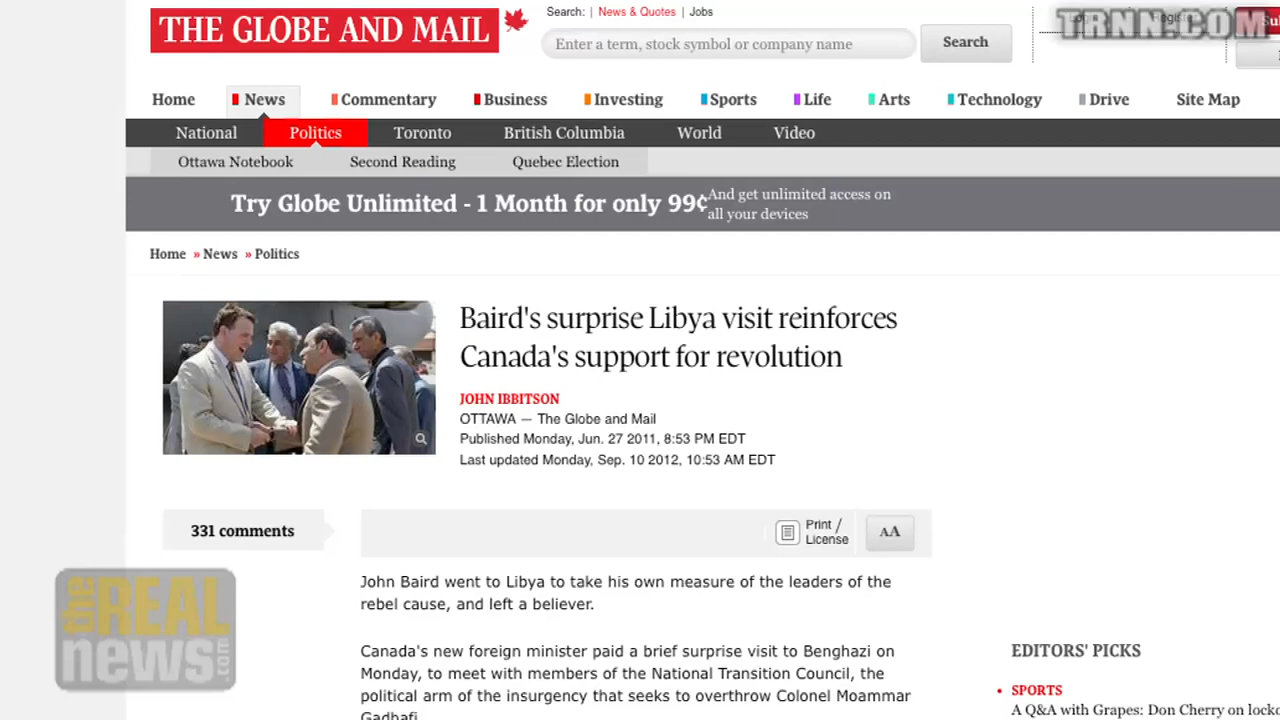 THE GLOBE AND MAIL
Search: | News & Quotes | Jobs
Enter a term, stock symbol or company name
Search
TRNN.COM
Home News Commentary Business Investing Sports Life Arts Technology Drive Site Map
National Politics Toronto British Columbia World Video
Ottawa Notebook Second Reading Quebec Election
Try Globe Unlimited - 1 Month for only 99¢
And get unlimited access on
all your devices
Home » News » Politics
Baird's surprise Libya visit reinforces
Canada's support for revolution
JOHN IBBITSON
OTTAWA — The Globe and Mail
Published Monday, Jun. 27 2011, 8:53 PM EDT
Last updated Monday, Sep. 10 2012, 10:53 AM EDT
331 comments
Print /
License
AA
John Baird went to Libya to take his own measure of the leaders of the
rebel cause, and left a believer.
Canada's new foreign minister paid a brief surprise visit to Benghazi on
Monday, to meet with members of the National Transition Council, the
political arm of the insurgency that seeks to overthrow Colonel Moammar
Gadhafi.
the REAL
news.com
EDITORS' PICKS
• SPORTS
A Q&A with Grapes: Don Cherry on locko